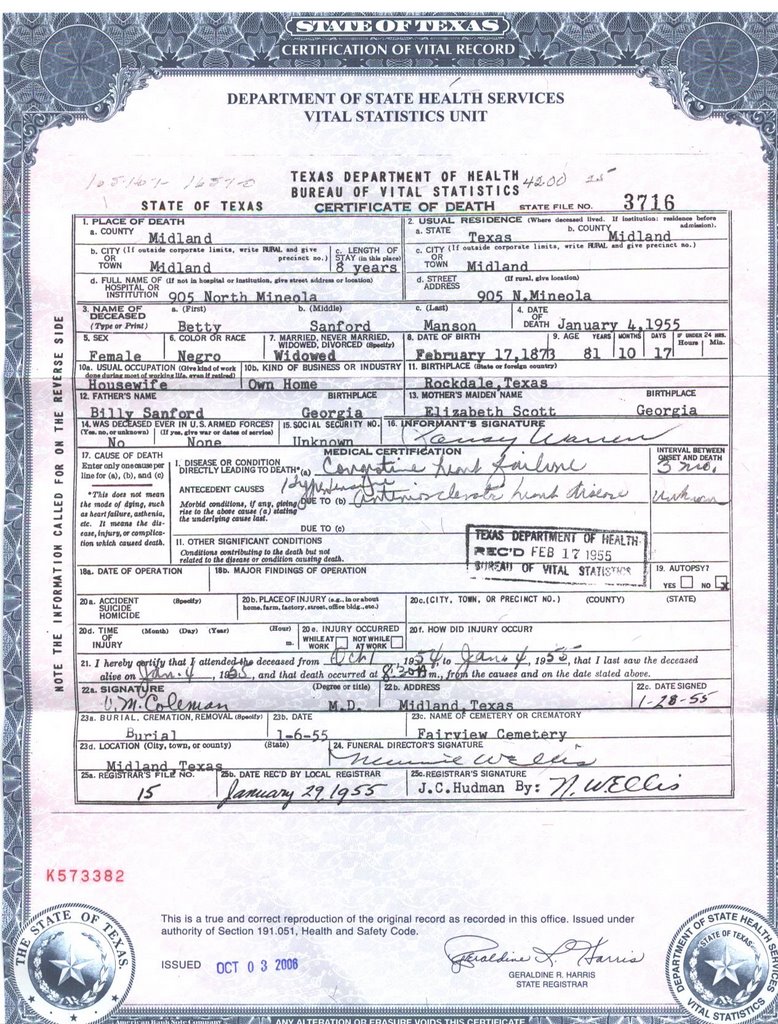 STATE OF TEXAS
CERTIFICATION OF VITAL RECORD
DEPARTMENT OF STATE HEALTH SERVICES
VITAL STATISTICS UNIT
TEXAS DEPARTMENT OF HEALTH
BUREAU OF VITAL STATISTICS 4200
STATE OF TEXAS CERTIFICATE OF DEATH STATE FILE NO. 3716
NOTE THE INFORMATION CALLED FOR ON THE REVERSE SIDE
1. PLACE OF DEATH 2. USUAL RESIDENCE (Where deceased lived. If institution: residence before admission).
a. COUNTY Midland a. STATE Texas b. COUNTY Midland
b. CITY (If outside corporate limits, write RURAL and give precinct no.) OR TOWN Midland c. LENGTH OF STAY (in this place) 8 years c. CITY (If outside corporate limits, write RURAL and give precinct no.) OR TOWN Midland
d. FULL NAME OF (If not in hospital or institution, give street address or location) HOSPITAL OR INSTITUTION 905 North Mineola d. STREET ADDRESS (If rural, give location) 905 N.Mineola
3. NAME OF DECEASED (Type or Print) a. (First) Betty b. (Middle) Sanford c. (Last) Manson 4. DATE OF DEATH January 4,1955
5. SEX Female 6. COLOR OR RACE Negro 7. MARRIED, NEVER MARRIED, WIDOWED, DIVORCED (Specify) Widowed 8. DATE OF BIRTH February 17,1873 9. AGE YEARS 81 MONTHS 10 DAYS 17 IF UNDER 24 HRS. Hours Min.
10a. USUAL OCCUPATION (Give kind of work done during most of working life, even if retired) Housewife 10b. KIND OF BUSINESS OR INDUSTRY Own Home 11. BIRTHPLACE (State or foreign country) Rockdale,Texas
12. FATHER'S NAME Billy Sanford BIRTHPLACE Georgia 13. MOTHER'S MAIDEN NAME Elizabeth Scott BIRTHPLACE Georgia
14. WAS DECEASED EVER IN U.S. ARMED FORCES? (Yes, no, or unknown) No (If yes, give war or dates of service) None 15. SOCIAL SECURITY NO. Unknown 16. INFORMANT'S SIGNATURE Warren
17. CAUSE OF DEATH
Enter only one cause per line for (a), (b), and (c)
*This does not mean the mode of dying, such as heart failure, asthenia, etc. It means the disease, injury, or complication which caused death.
MEDICAL CERTIFICATION INTERVAL BETWEEN ONSET AND DEATH
I. DISEASE OR CONDITION DIRECTLY LEADING TO DEATH* (a) Congestive heart failure 3 mo.
ANTECEDENT CAUSES Hypertensive
Morbid conditions, if any, giving rise to the above cause (a) stating the underlying cause last. DUE TO (b) arteriosclerotic heart disease unknown
DUE TO (c)
II. OTHER SIGNIFICANT CONDITIONS
Conditions contributing to the death but not related to the disease or condition causing death.
TEXAS DEPARTMENT OF HEALTH
REC'D FEB 17 1955
BUREAU OF VITAL STATISTICS
18a. DATE OF OPERATION 18b. MAJOR FINDINGS OF OPERATION 19. AUTOPSY? YES NO X
20a. ACCIDENT SUICIDE HOMICIDE (Specify) 20b. PLACE OF INJURY (e.g., in or about home, farm, factory, street, office bldg., etc.) 20c. (CITY, TOWN, OR PRECINCT NO.) (COUNTY) (STATE)
20d. TIME OF INJURY (Month) (Day) (Year) (Hour) m. 20e. INJURY OCCURRED WHILE AT WORK NOT WHILE AT WORK 20f. HOW DID INJURY OCCUR?
21. I hereby certify that I attended the deceased from Oct 1 1954, to Jan. 4, 1955, that I last saw the deceased
alive on Jan. 4, 1955, and that death occurred at m., from the causes and on the date stated above.
22a. SIGNATURE M. Coleman (Degree or title) M.D. 22b. ADDRESS Midland,Texas 22c. DATE SIGNED 1-28-55
23a. BURIAL, CREMATION, REMOVAL (Specify) Burial 23b. DATE 1-6-55 23c. NAME OF CEMETERY OR CREMATORY Fairview Cemetery
23d. LOCATION (City, town, or county) (State) Midland,Texas 24. FUNERAL DIRECTOR'S SIGNATURE
25a. REGISTRAR'S FILE NO. 15 25b. DATE REC'D BY LOCAL REGISTRAR January 29, 1955 25c. REGISTRAR'S SIGNATURE J.C.Hudman By: N. W Ellis
K573382
This is a true and correct reproduction of the original record as recorded in this office. Issued under
authority of Section 191.051, Health and Safety Code.
ISSUED OCT 03 2006
Geraldine R. Harris
GERALDINE R. HARRIS
STATE REGISTRAR
THE STATE OF TEXAS
DEPARTMENT OF STATE HEALTH SERVICES
STATE OF TEXAS
VITAL STATISTICS
American Bank Note Company
ANY ALTERATION OR ERASURE VOIDS THIS CERTIFICATE